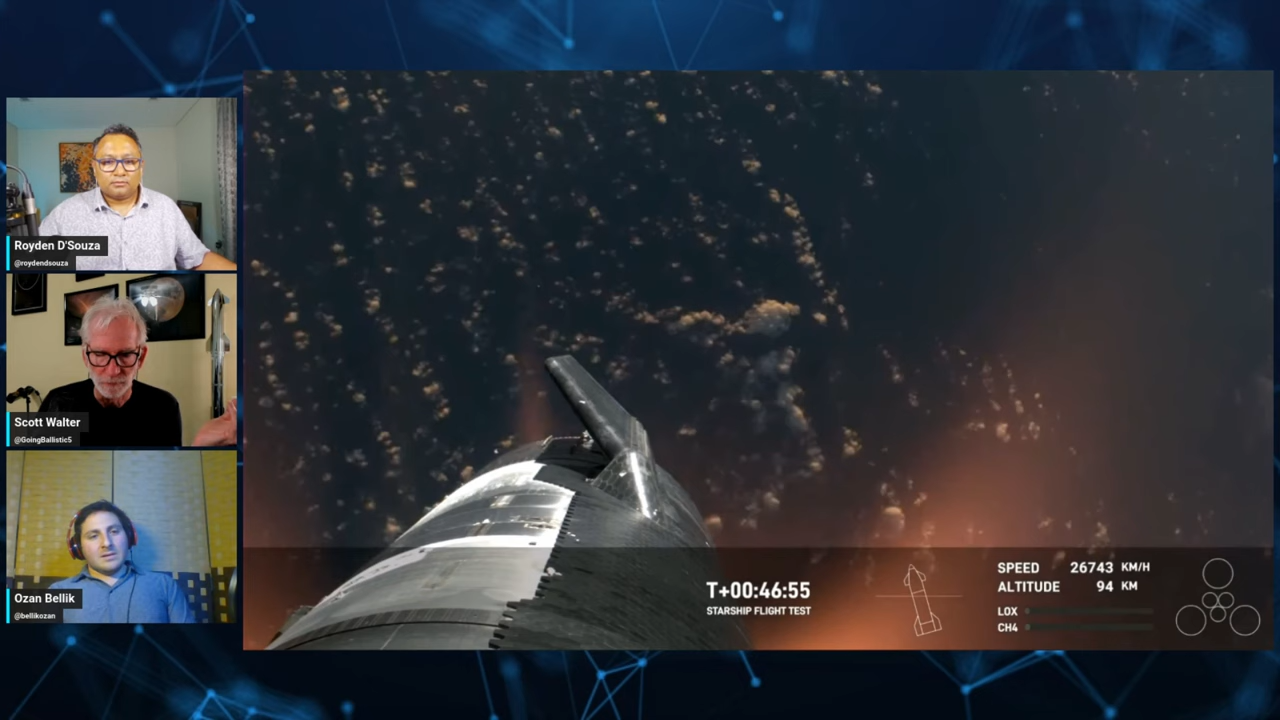 Royden D'Souza
@roydendsouza
Scott Walter
@GoingBallistic5
Ozan Bellik
@bellikozan
T+00:46:55
STARSHIP FLIGHT TEST
SPEED 26743 KM/H
ALTITUDE 94 KM
LOX
CH4